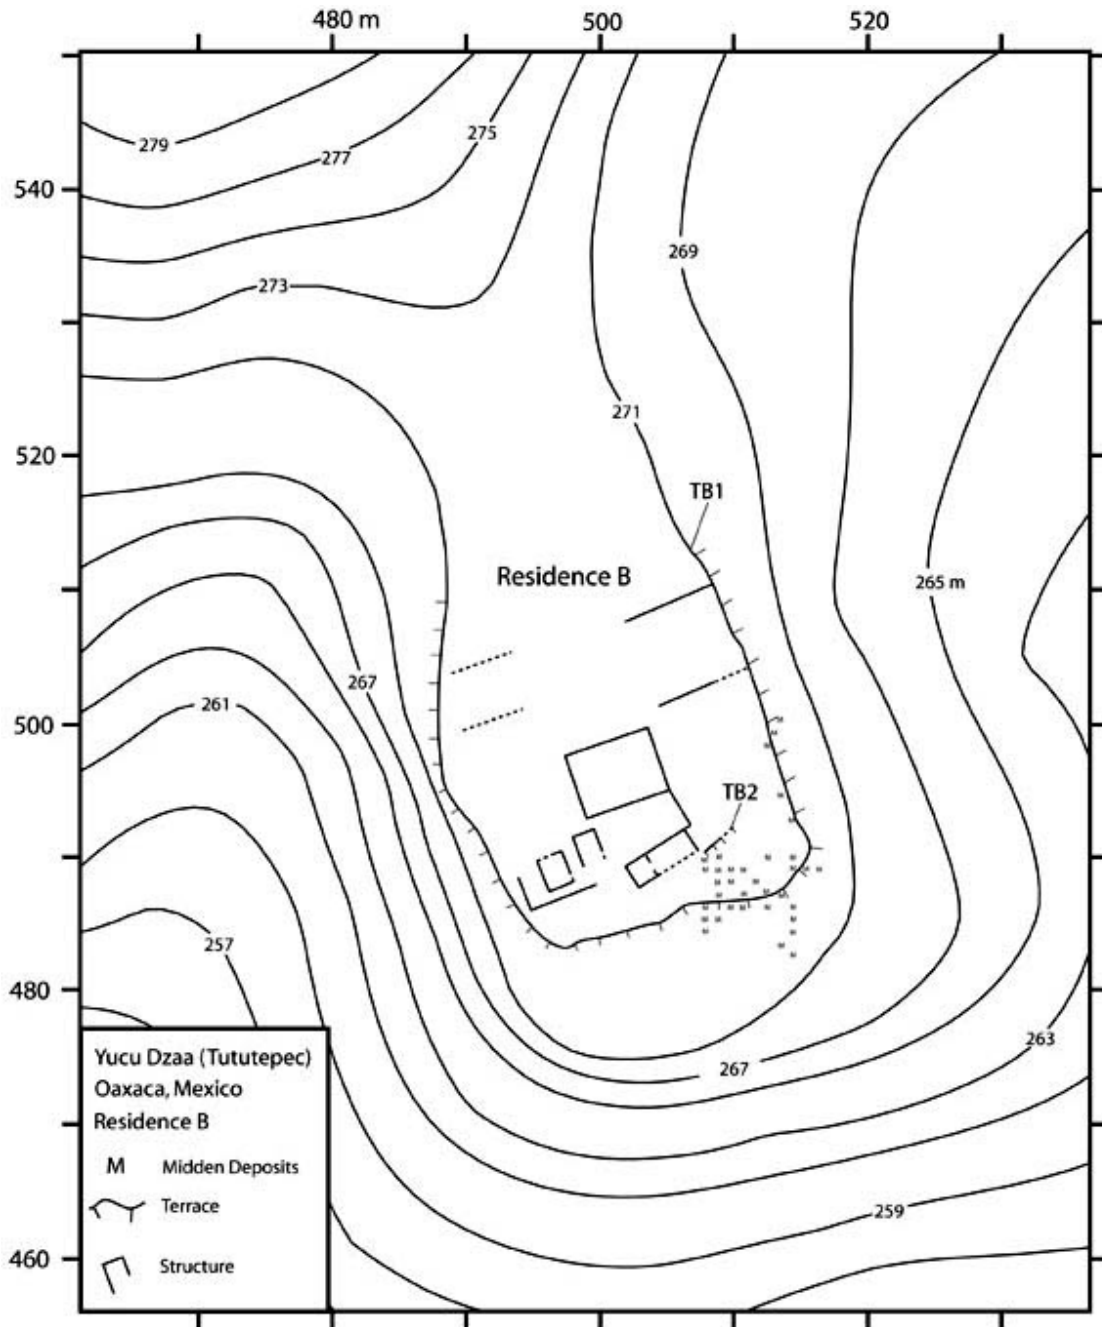 480 m 500 520
540
520
500
480
460
279
277
275
273
269
271
TB1
Residence B
265 m
267
261
TB2
257
267
263
259
Yucu Dzaa (Tututepec)
Oaxaca, Mexico
Residence B
M Midden Deposits
Terrace
Structure
M M M M M M M M M M M M M M M M M M M M M M M M M M M M M M M M M M M M